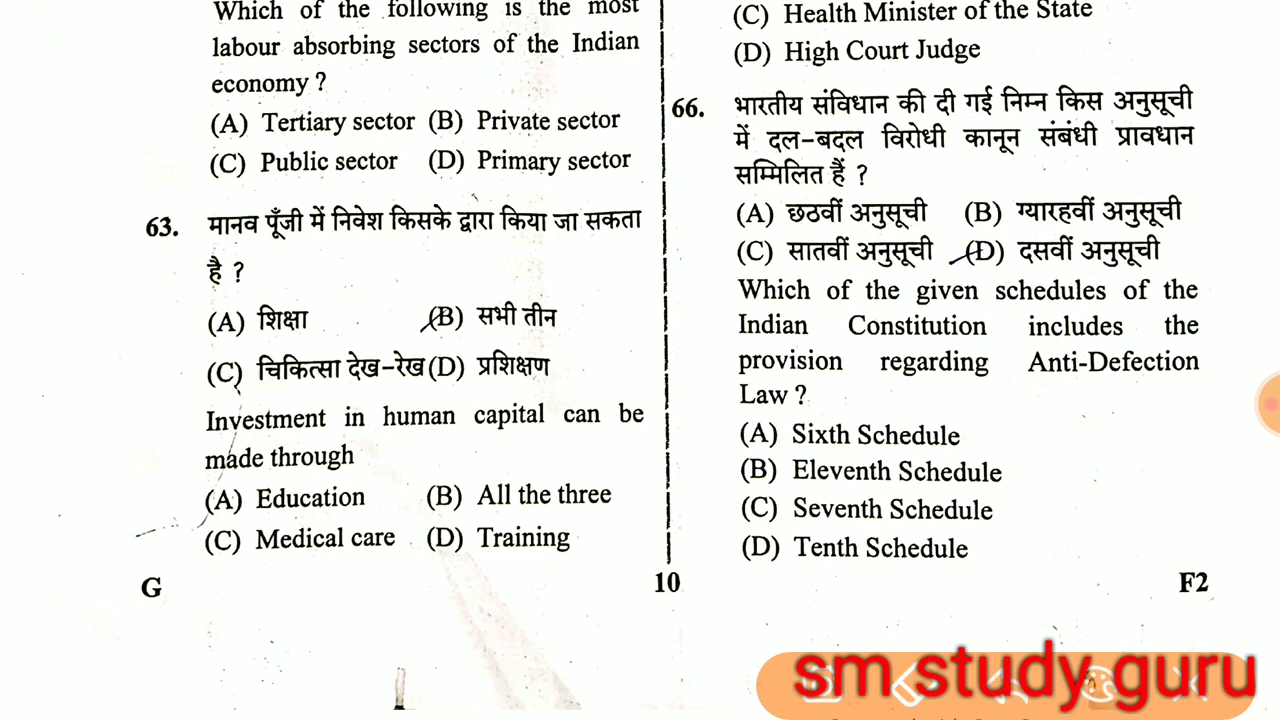 Which of the following is the most
labour absorbing sectors of the Indian
economy ?
(A) Tertiary sector (B) Private sector
(C) Public sector (D) Primary sector
63. मानव पूँजी में निवेश किसके द्वारा किया जा सकता
है ?
(A) शिक्षा (B) सभी तीन
(C) चिकित्सा देख-रेख (D) प्रशिक्षण
Investment in human capital can be
made through
(A) Education (B) All the three
(C) Medical care (D) Training
G
(C) Health Minister of the State
(D) High Court Judge
66. भारतीय संविधान की दी गई निम्न किस अनुसूची
में दल-बदल विरोधी कानून संबंधी प्रावधान
सम्मिलित हैं ?
(A) छठवीं अनुसूची (B) ग्यारहवीं अनुसूची
(C) सातवीं अनुसूची (D) दसवीं अनुसूची
Which of the given schedules of the
Indian Constitution includes the
provision regarding Anti-Defection
Law ?
(A) Sixth Schedule
(B) Eleventh Schedule
(C) Seventh Schedule
(D) Tenth Schedule
10
F2
sm study guru